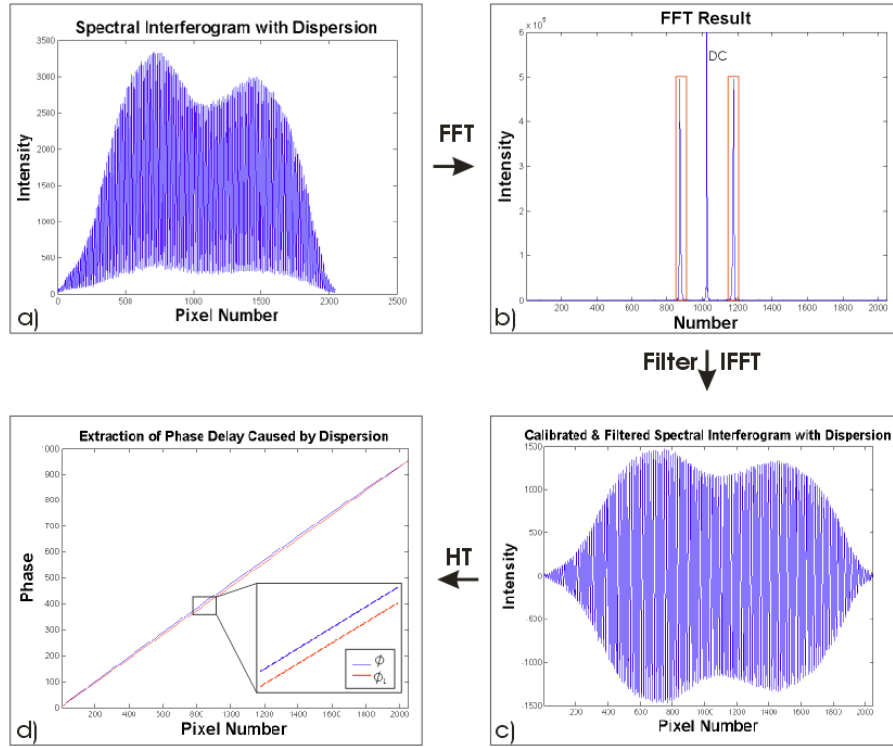 Spectral Interferogram with Dispersion
3500
3000
2500
2000
1500
1000
500
0
Intensity
0 500 1000 1500 2000 2500
Pixel Number
a)
FFT
FFT Result
x 10^5
6
5
4
3
2
1
0
Intensity
DC
200 400 600 800 1000 1200 1400 1600 1800 2000
Number
b)
Filter IFFT
Calibrated & Filtered Spectral Interferogram with Dispersion
1500
1000
500
0
-500
-1000
-1500
Intensity
200 400 600 800 1000 1200 1400 1600 1800 2000
Pixel Number
c)
HT
Extraction of Phase Delay Caused by Dispersion
1000
900
800
700
600
500
400
300
200
100
0
Phase
ϕ
ϕL
200 400 600 800 1000 1200 1400 1600 1800 2000
Pixel Number
d)